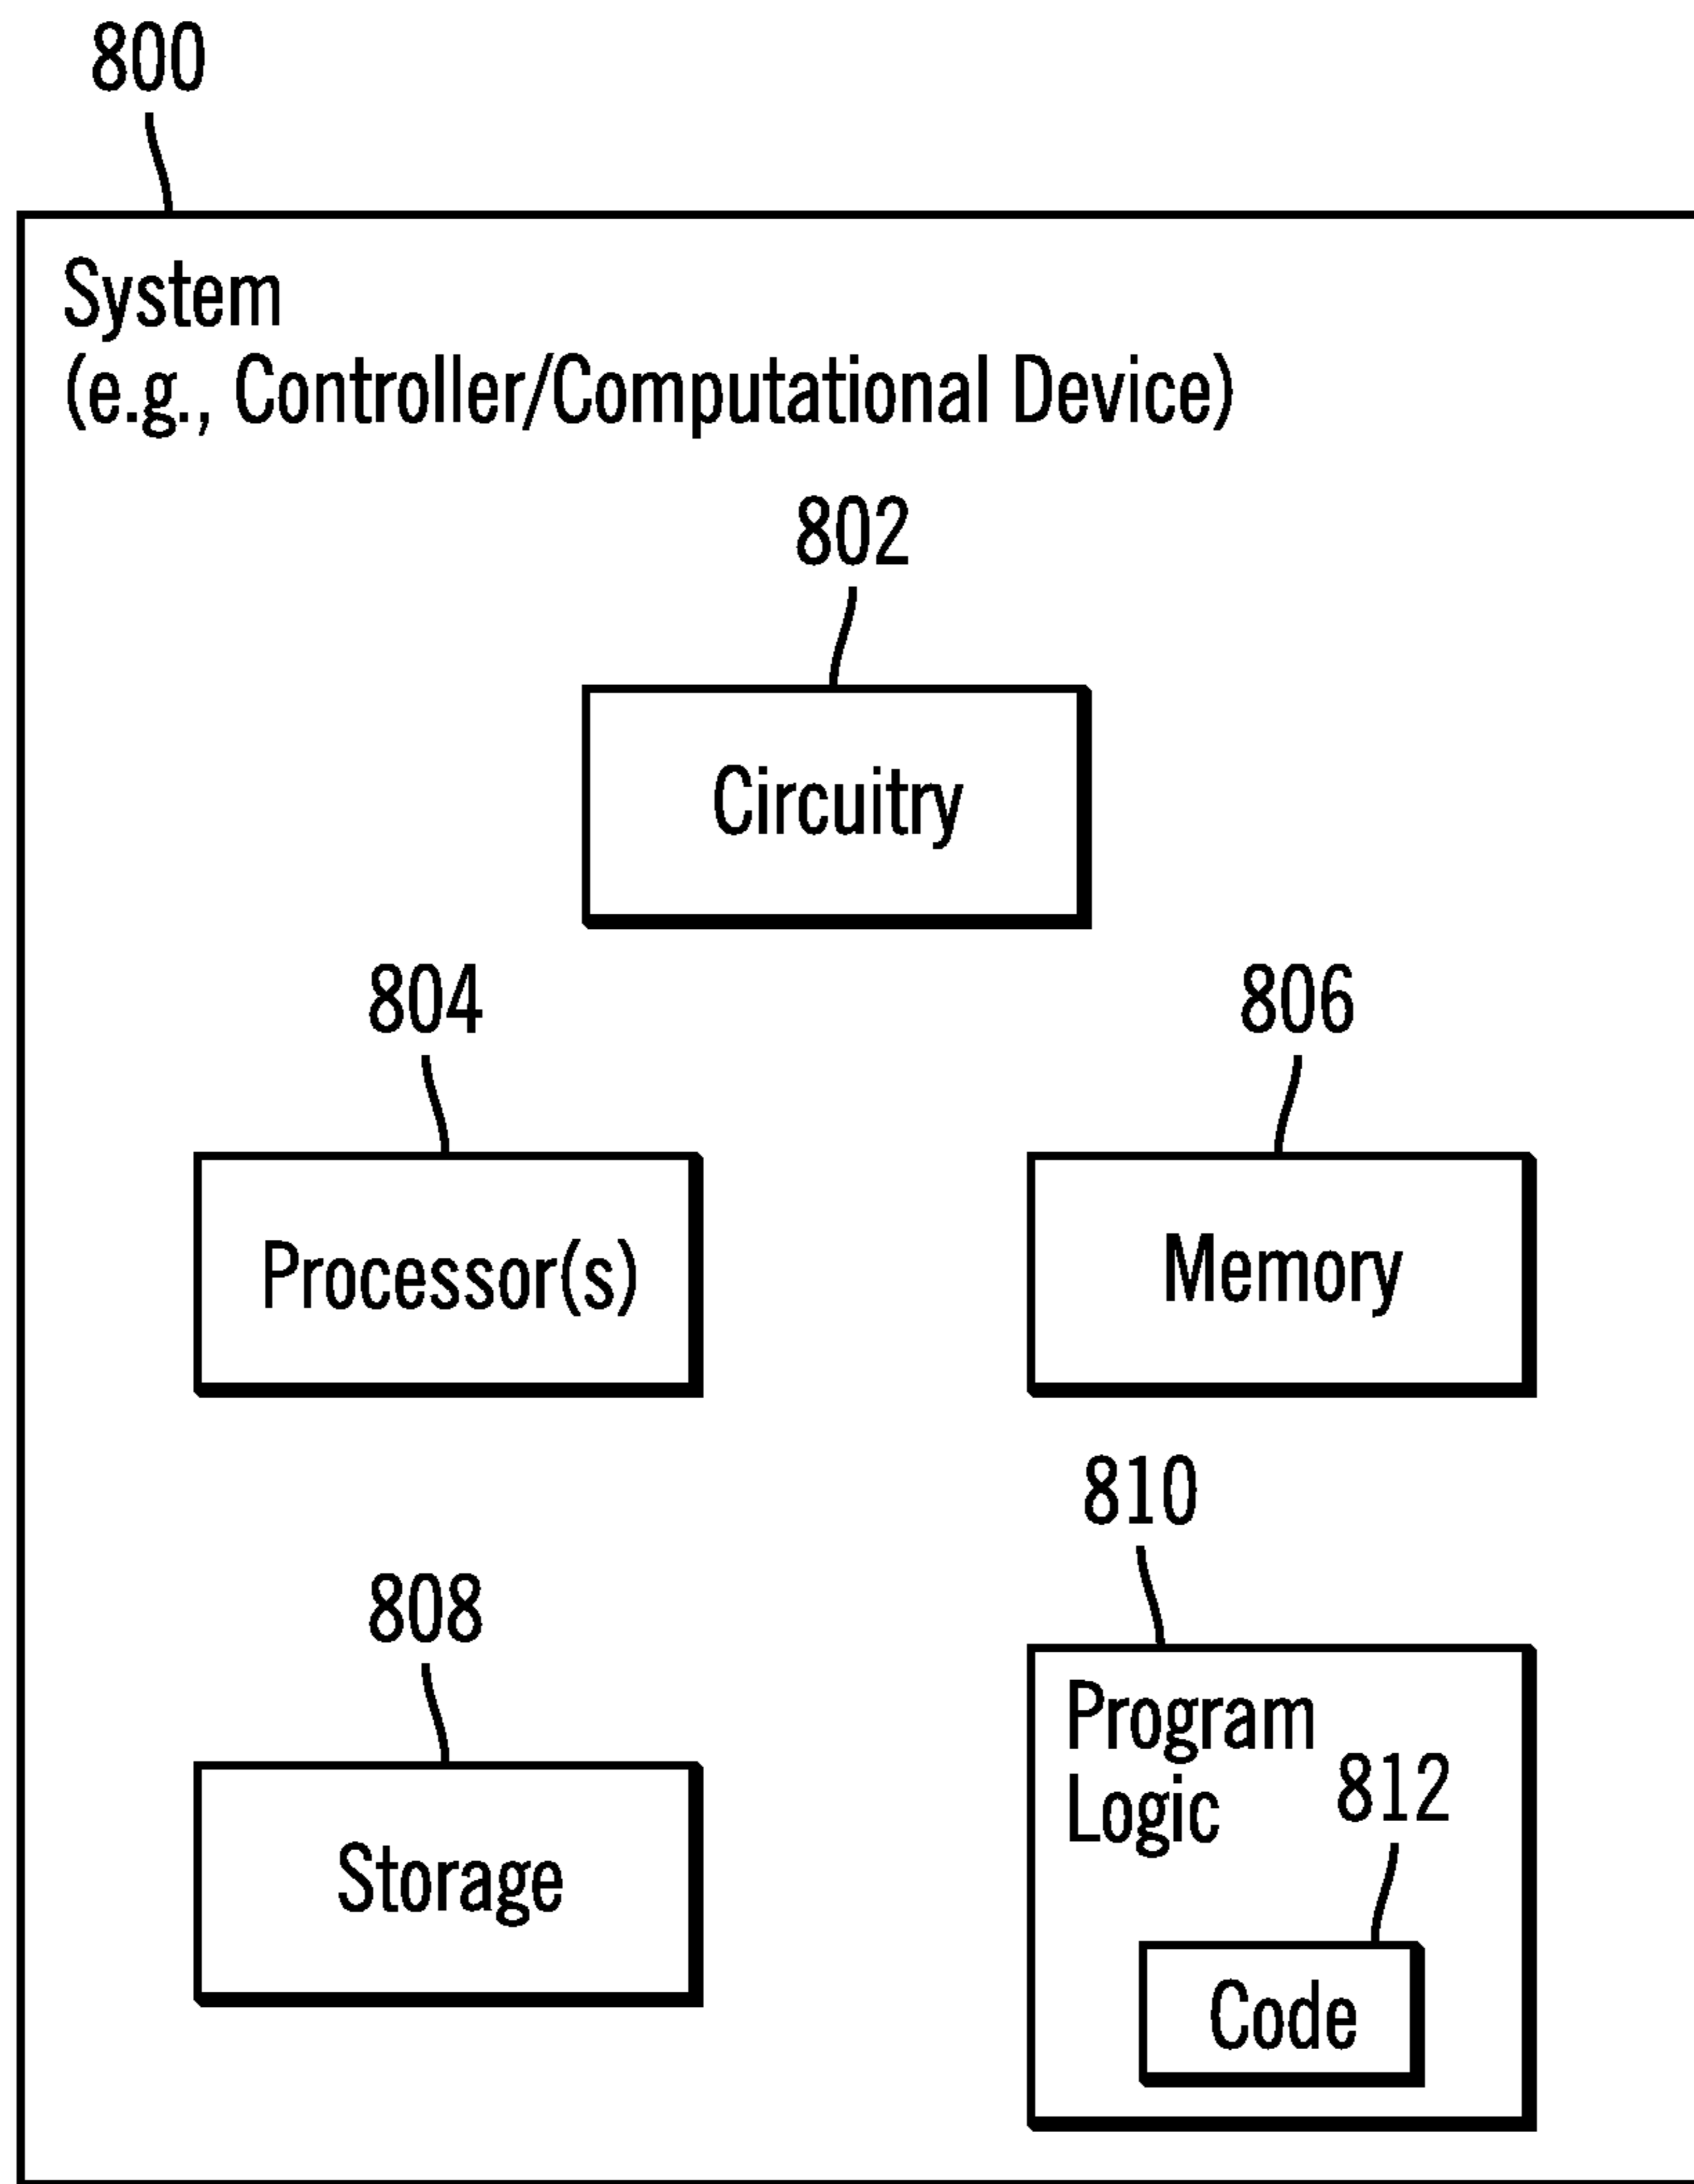 800
System
(e.g., Controller/Computational Device)
802
Circuitry
804
806
Processor(s)
Memory
810
808
Program
Logic
812
Storage
Code